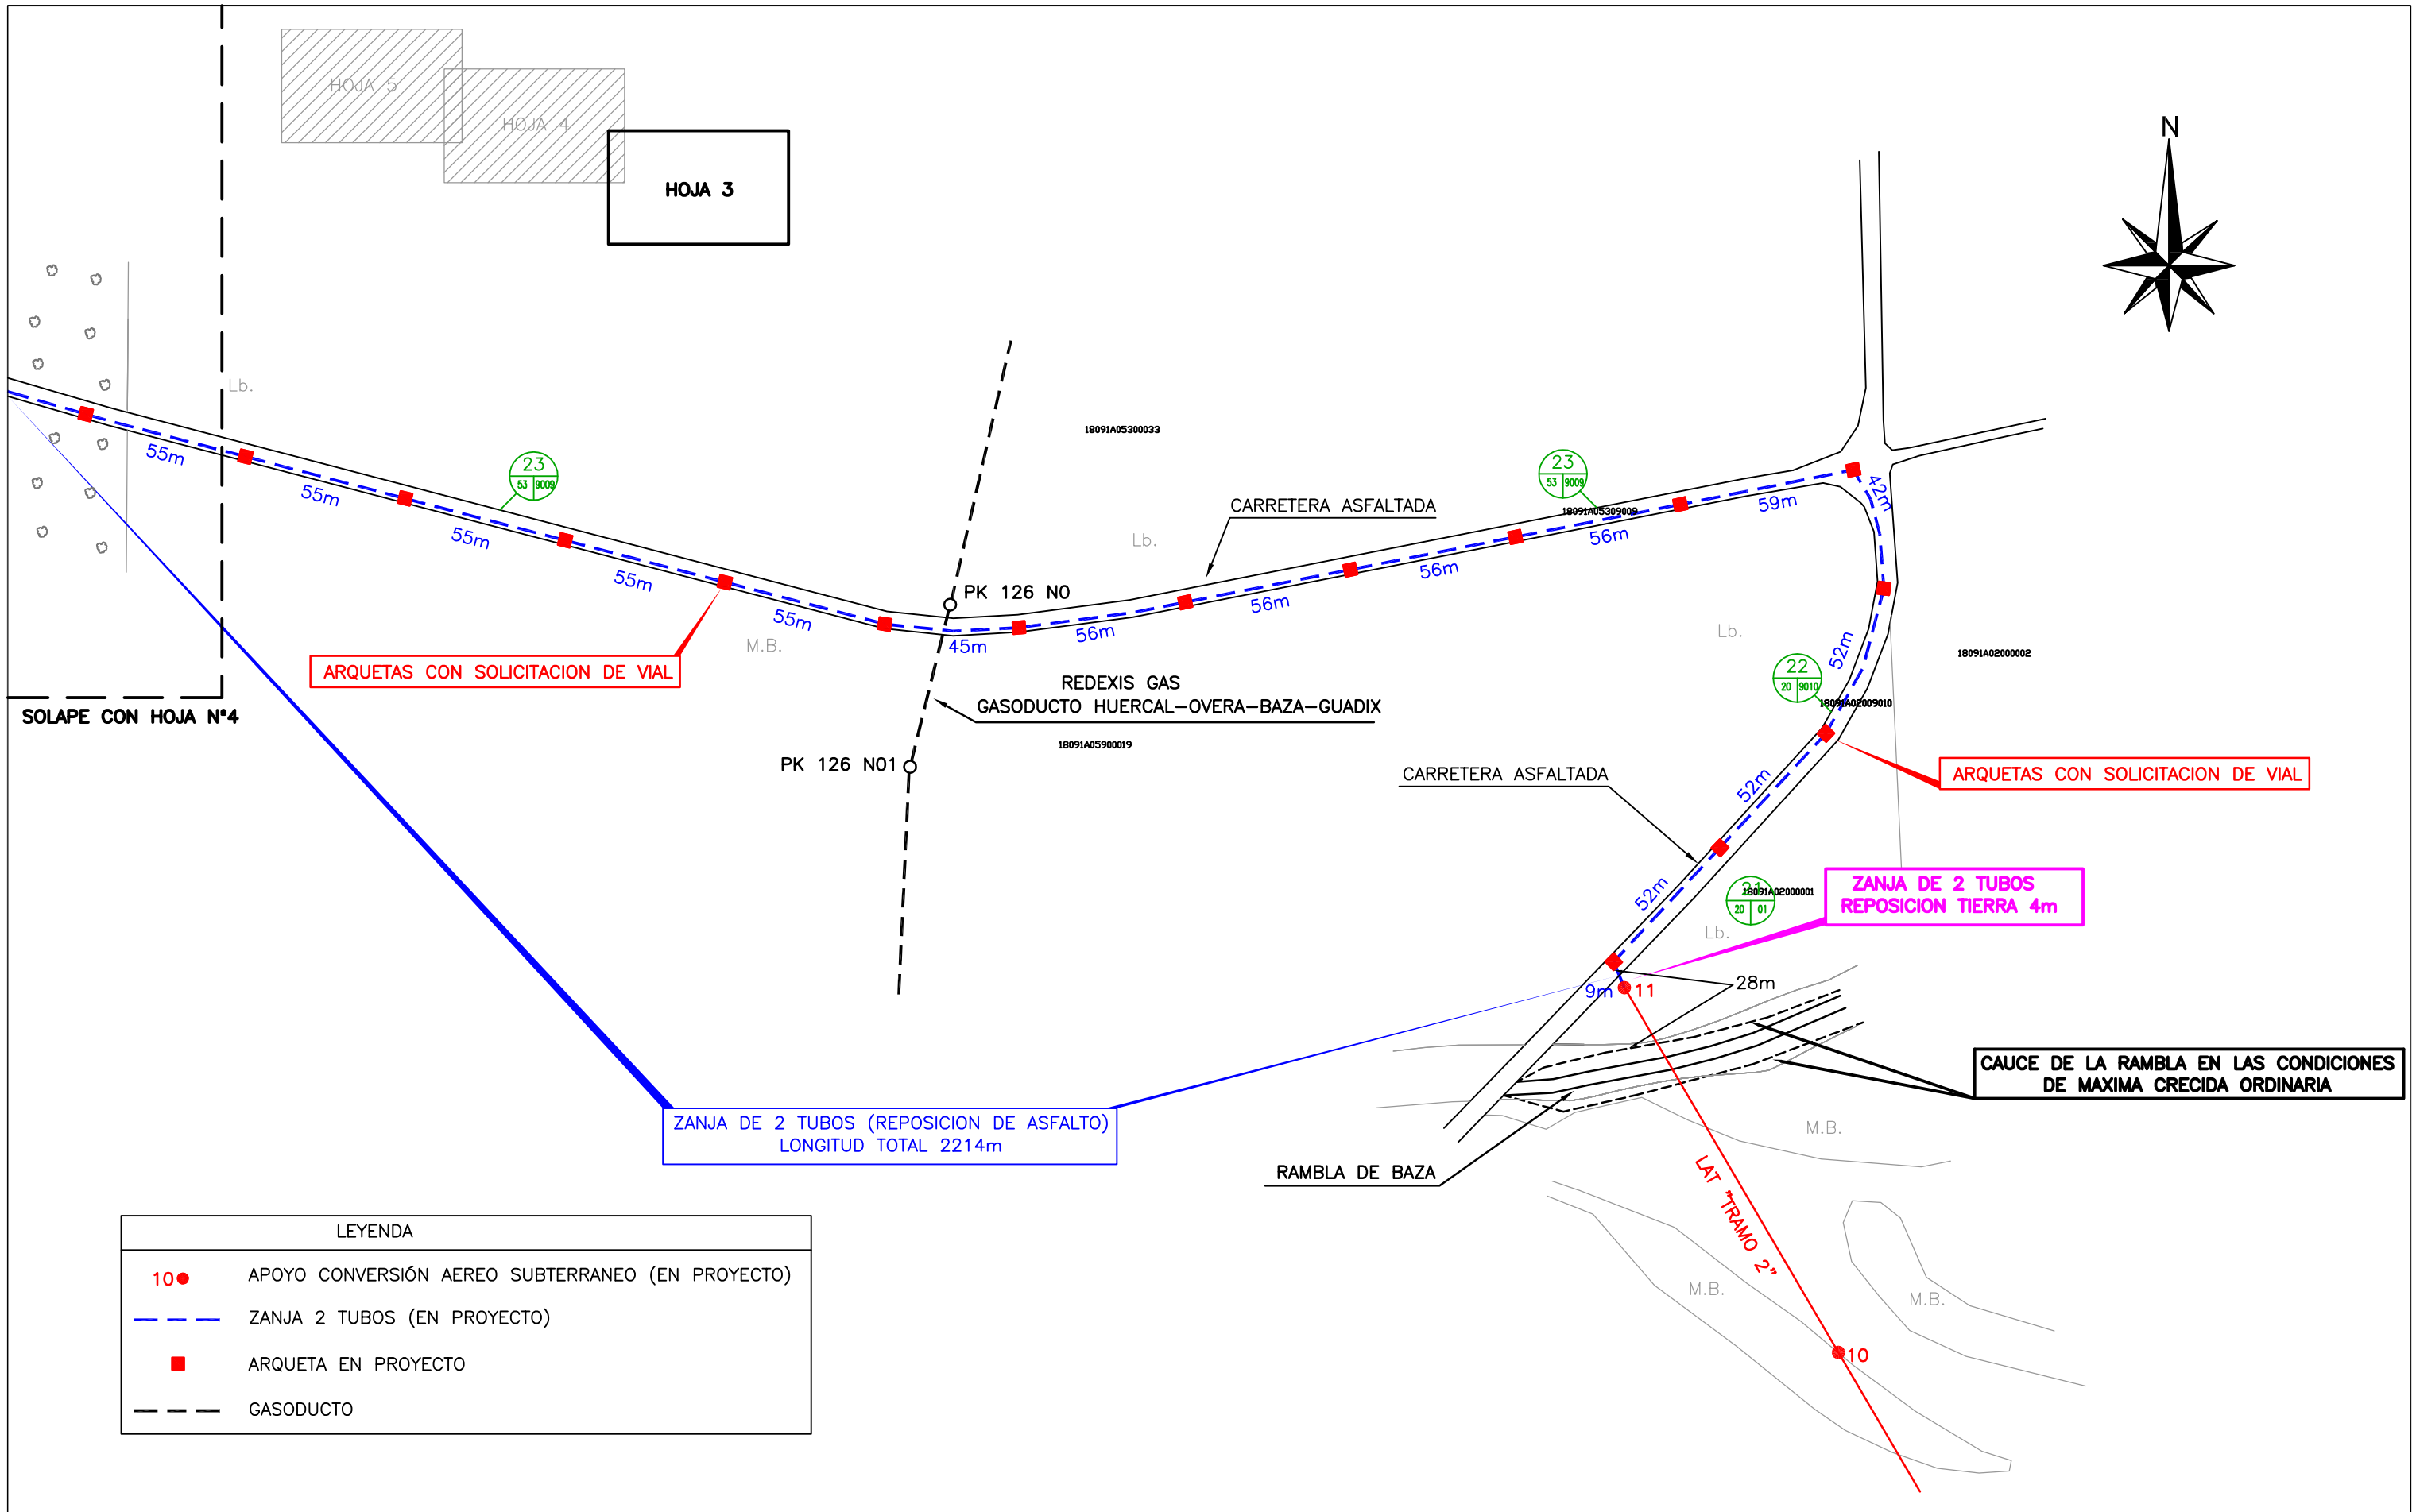 HOJA 5
HOJA 4
HOJA 3
N
Lb.
18091A05300033
55m
55m
55m
55m
55m
45m
56m
56m
56m
56m
59m
42m
23
53 9009
23
53 9009
18091A05309009
CARRETERA ASFALTADA
Lb.
PK 126 N0
M.B.
ARQUETAS CON SOLICITACION DE VIAL
REDEXIS GAS
GASODUCTO HUERCAL-OVERA-BAZA-GUADIX
18091A05900019
PK 126 N01
SOLAPE CON HOJA Nº4
Lb.
52m
18091A02000002
22
20 9010
18091A02009010
ARQUETAS CON SOLICITACION DE VIAL
CARRETERA ASFALTADA
52m
52m
21
20 01
18091A02000001
Lb.
ZANJA DE 2 TUBOS
REPOSICION TIERRA 4m
28m
9m
11
CAUCE DE LA RAMBLA EN LAS CONDICIONES
DE MAXIMA CRECIDA ORDINARIA
ZANJA DE 2 TUBOS (REPOSICION DE ASFALTO)
LONGITUD TOTAL 2214m
M.B.
RAMBLA DE BAZA
LAT "TRAMO 2"
M.B.
M.B.
10
LEYENDA
10 APOYO CONVERSIÓN AEREO SUBTERRANEO (EN PROYECTO)
ZANJA 2 TUBOS (EN PROYECTO)
ARQUETA EN PROYECTO
GASODUCTO